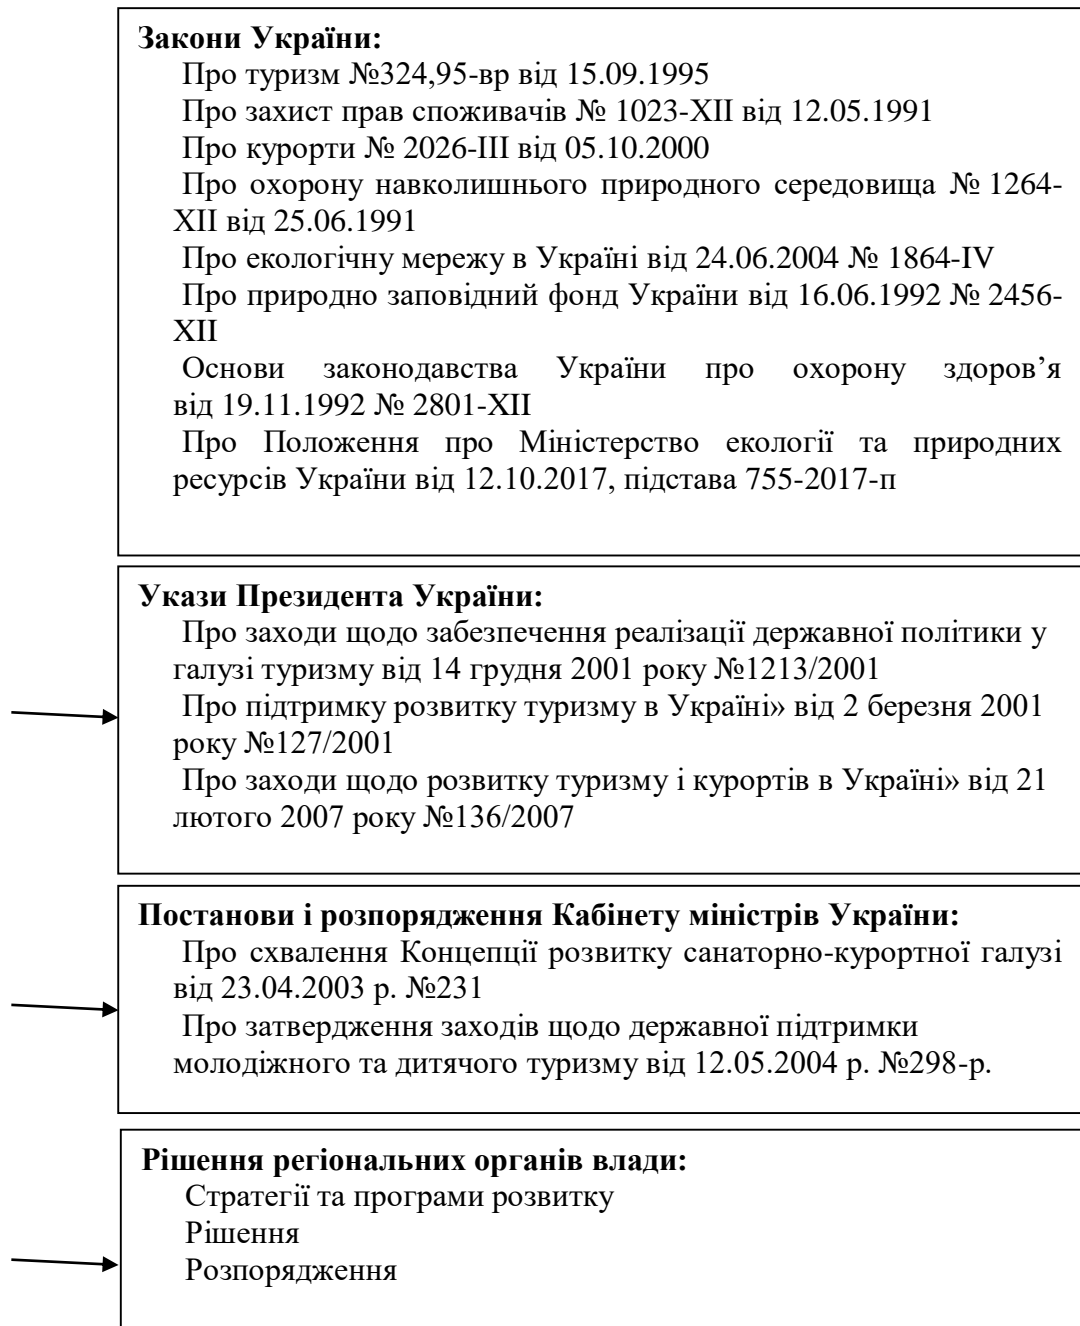 Закони України:
Про туризм №324,95-вр від 15.09.1995
Про захист прав споживачів № 1023-XII від 12.05.1991
Про курорти № 2026-III від 05.10.2000
Про охорону навколишнього природного середовища № 1264-
XII від 25.06.1991
Про екологічну мережу в Україні від 24.06.2004 № 1864-IV
Про природно заповідний фонд України від 16.06.1992 № 2456-
XII
Основи законодавства України про охорону здоров’я
від 19.11.1992 № 2801-XII
Про Положення про Міністерство екології та природних
ресурсів України від 12.10.2017, підстава 755-2017-п
Укази Президента України:
Про заходи щодо забезпечення реалізації державної політики у
галузі туризму від 14 грудня 2001 року №1213/2001
Про підтримку розвитку туризму в Україні» від 2 березня 2001
року №127/2001
Про заходи щодо розвитку туризму і курортів в Україні» від 21
лютого 2007 року №136/2007
Постанови і розпорядження Кабінету міністрів України:
Про схвалення Концепції розвитку санаторно-курортної галузі
від 23.04.2003 р. №231
Про затвердження заходів щодо державної підтримки
молодіжного та дитячого туризму від 12.05.2004 р. №298-р.
Рішення регіональних органів влади:
Стратегії та програми розвитку
Рішення
Розпорядження